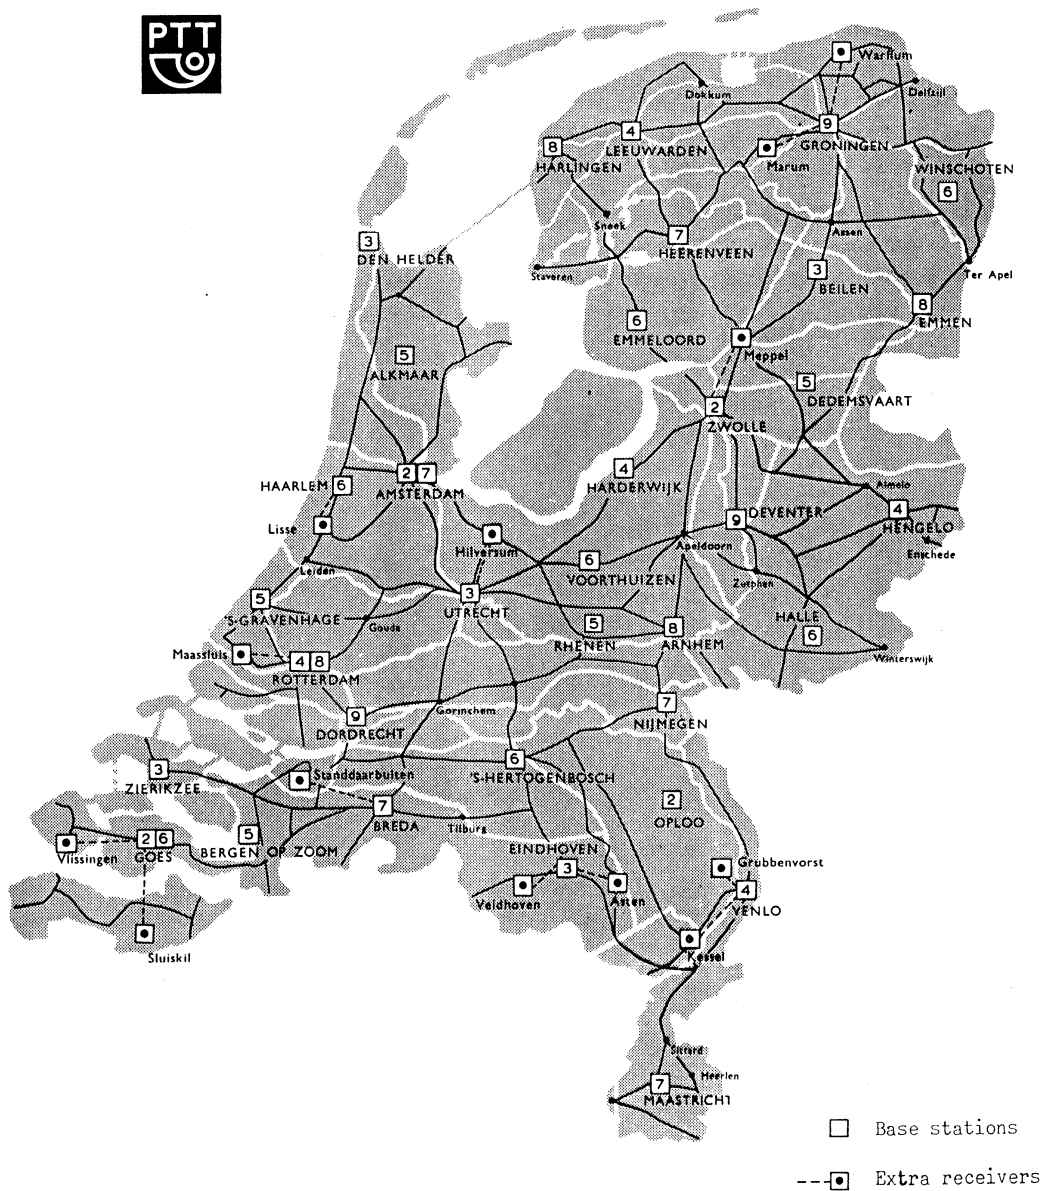 PTT
Warffum
Delfzijl
Dokkum
9
4
GRONINGEN
8
LEEUWARDEN
HARLINGEN
Marum
WINSCHOTEN
6
Sneek
Assen
3
7
DEN HELDER
HEERENVEEN
Staveren
3
Ter Apel
BEILEN
8
EMMEN
6
EMMELOORD
5
ALKMAAR
Meppel
5
DEDEMSVAART
2
ZWOLLE
2 7
4
HAARLEM 6
AMSTERDAM
HARDERWIJK
Almelo
Lisse
9 DEVENTER
4
HENGELO
Hilversum
Apeldoorn
Enschede
Leiden
6
VOORTHUIZEN
Zutphen
5
3
UTRECHT
'S-GRAVENHAGE
Gouda
5
RHENEN
8
ARNHEM
HALLE
6
Maassluis
4 8
ROTTERDAM
Winterswijk
9
DORDRECHT
Gorinchem
7
NIJMEGEN
3
ZIERIKZEE
Standdaarbuiten
6
'S-HERTOGENBOSCH
7
BREDA
Tilburg
2
OPLOO
Vlissingen
2 6
GOES
5
BERGEN OP ZOOM
EINDHOVEN
3
Grubbenvorst
Veldhoven
Asten
4
VENLO
Sluiskil
Kessel
Sittard
Heerlen
7
MAASTRICHT
Base stations
Extra receivers